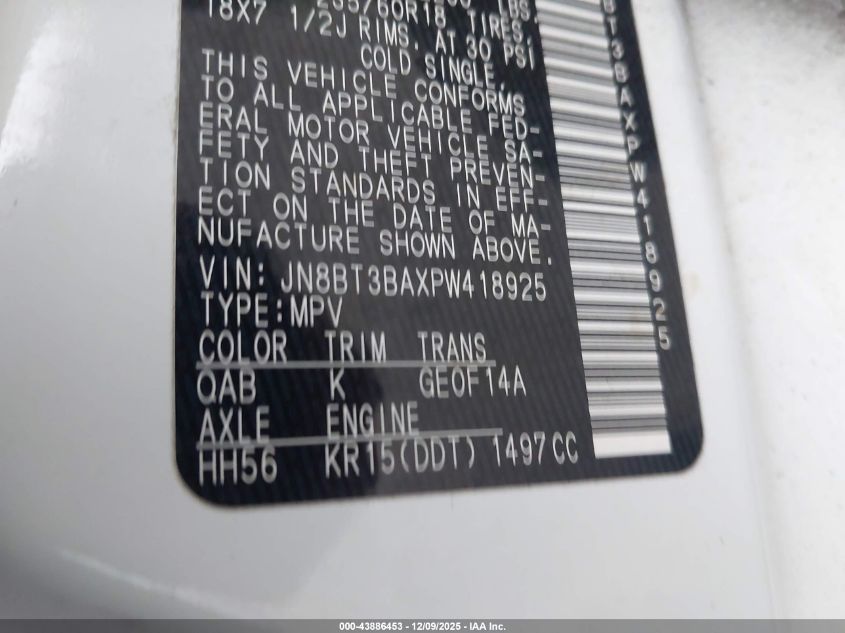 235/60R18 TIRES,
18X7 1/2J RIMS, AT 30 PSI
COLD SINGLE.
THIS VEHICLE CONFORMS
TO ALL APPLICABLE FED-
ERAL MOTOR VEHICLE SA-
FETY AND THEFT PREVEN-
TION STANDARDS IN EFF-
ECT ON THE DATE OF MA-
NUFACTURE SHOWN ABOVE.
VIN: JN8BT3BAXPW418925
TYPE:MPV
COLOR TRIM TRANS
QAB K GE0F14A
AXLE ENGINE
HH56 KR15(DDT) 1497CC
BT3BAXPW418925
000-43886453 - 12/09/2025 - IAA Inc.